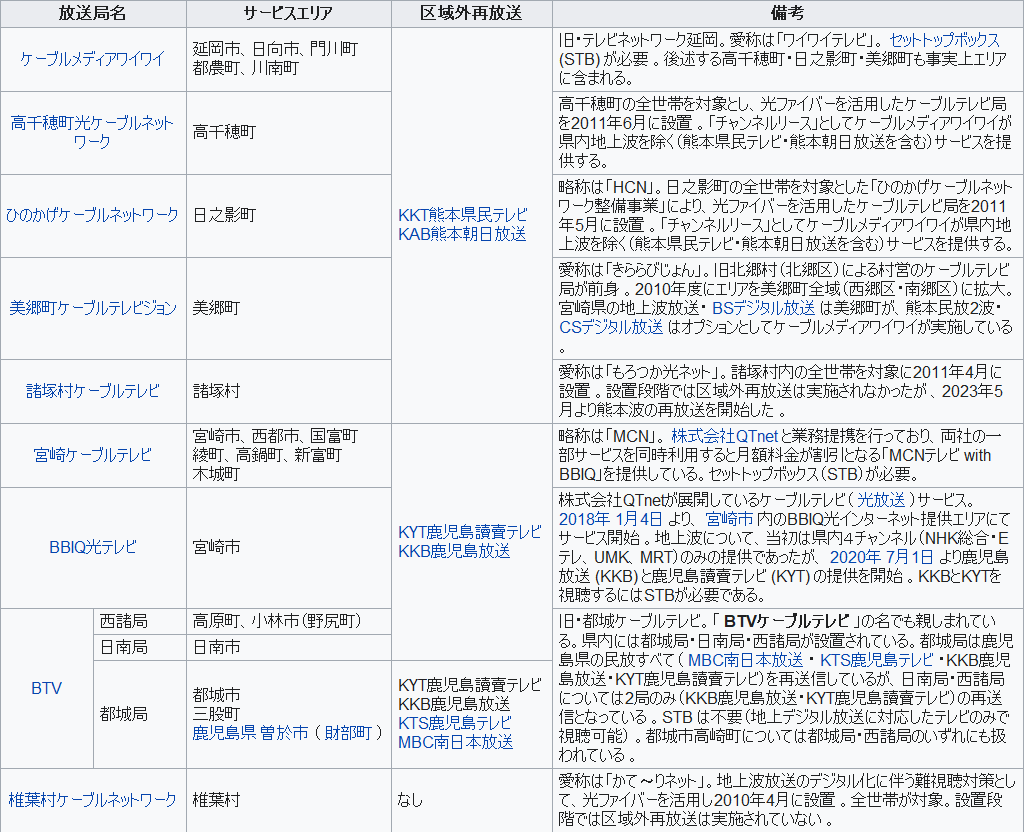 放送局名 サービスエリア 区域外再放送 備考
ケーブルメディアワイワイ
延岡市、日向市、門川町
都農町、川南町
旧・テレビネットワーク延岡。愛称は「ワイワイテレビ」。 セットトップボックス
(STB) が必要 。後述する高千穂町・日之影町・美郷町も事実上エリア
に含まれる。
高千穂町光ケーブルネット
ワーク
高千穂町
高千穂町の全世帯を対象とし、光ファイバーを活用したケーブルテレビ局
を2011年6月に設置 。「チャンネルリース」としてケーブルメディアワイワイが
県内地上波を除く（熊本県民テレビ・熊本朝日放送を含む）サービスを提
供する。
ひのかげケーブルネットワーク
日之影町
KKT熊本県民テレビ
KAB熊本朝日放送
略称は「HCN」。日之影町の全世帯を対象とした「ひのかげケーブルネット
ワーク整備事業」により、光ファイバーを活用したケーブルテレビ局を2011
年5月に設置 。「チャンネルリース」としてケーブルメディアワイワイが県内地
上波を除く（熊本県民テレビ・熊本朝日放送を含む）サービスを提供する。
美郷町ケーブルテレビジョン
美郷町
愛称は「きららびじょん」。旧北郷村（北郷区）による村営のケーブルテレビ
局が前身 。2010年度にエリアを美郷町全域（西郷区・南郷区）に拡大。
宮崎県の地上波放送・ BSデジタル放送 は美郷町が、熊本民放2波・
CSデジタル放送 はオプションとしてケーブルメディアワイワイが実施している
。
諸塚村ケーブルテレビ
諸塚村
愛称は「もろつか光ネット」。諸塚村内の全世帯を対象に2011年4月に
設置 。設置段階では区域外再放送は実施されなかったが 、2023年5
月より熊本波の再放送を開始した 。
宮崎ケーブルテレビ
宮崎市、西都市、国富町
綾町、高鍋町、新富町
木城町
略称は「MCN」。 株式会社QTnet と業務提携を行っており、両社の一
部サービスを同時利用すると月額料金が割引となる「MCNテレビ with
BBIQ」を提供している。セットトップボックス（STB）が必要。
BBIQ光テレビ
宮崎市
KYT鹿児島讀賣テレビ
KKB鹿児島放送
株式会社QTnetが展開しているケーブルテレビ（ 光放送 ）サービス。
2018年 1月4日 より、 宮崎市 内のBBIQ光インターネット提供エリアにて
サービス開始 。地上波について、当初は県内4チャンネル（NHK総合・E
テレ、UMK、MRT）のみの提供であったが、 2020年 7月1日 より鹿児島
放送 (KKB) と鹿児島讀賣テレビ (KYT) の提供を開始 。KKBとKYTを
視聴するにはSTBが必要である。
BTV
西諸局
高原町、小林市（野尻町）
日南局
日南市
都城局
都城市
三股町
鹿児島県 曽於市 （ 財部町 ）
KYT鹿児島讀賣テレビ
KKB鹿児島放送
KTS鹿児島テレビ
MBC南日本放送
旧・都城ケーブルテレビ。「 BTVケーブルテレビ 」の名でも親しまれてい
る。県内には都城局・日南局・西諸局が設置されている。都城局は鹿児
島県の民放すべて（ MBC南日本放送 ・ KTS鹿児島テレビ ・KKB鹿児
島放送・KYT鹿児島讀賣テレビ）を再送信しているが、日南局・西諸局
については2局のみ（KKB鹿児島放送・KYT鹿児島讀賣テレビ）の再送
信となっている 。STB は不要（地上デジタル放送に対応したテレビのみで
視聴可能） 。都城市高崎町については都城局・西諸局のいずれにも扱
われている 。
椎葉村ケーブルネットワーク
椎葉村
なし
愛称は「かて～りネット」。地上波放送のデジタル化に伴う難視聴対策とし
て、光ファイバーを活用し2010年4月に設置 。全世帯が対象。設置段
階では区域外再放送は実施されていない 。